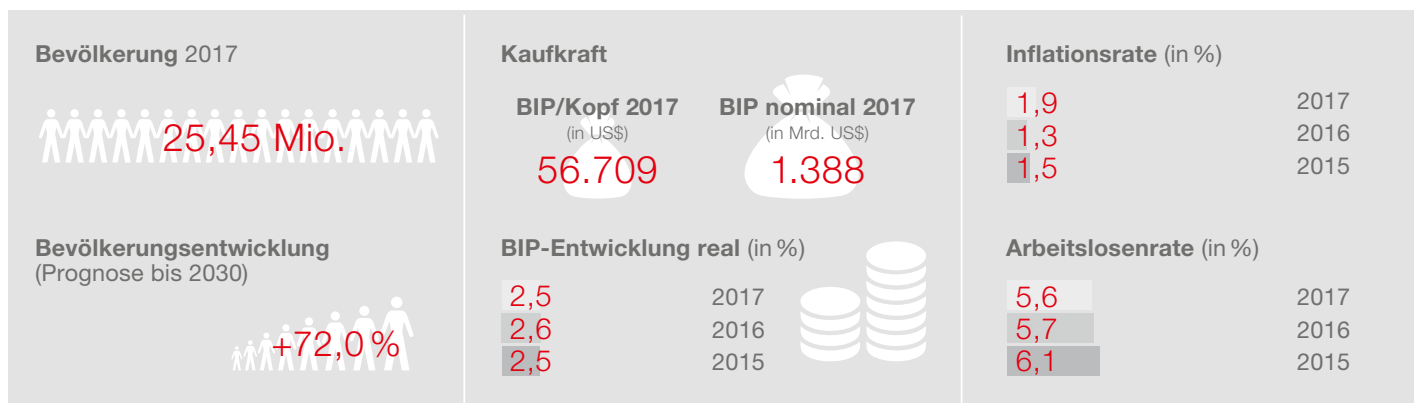 Bevölkerung 2017
25,45 Mio.
Bevölkerungsentwicklung
(Prognose bis 2030)
+72,0 %
Kaufkraft
BIP/Kopf 2017
(in US$)
56.709
BIP nominal 2017
(in Mrd. US$)
1.388
BIP-Entwicklung real (in %)
2,5 2017
2,6 2016
2,5 2015
Inflationsrate (in %)
1,9 2017
1,3 2016
1,5 2015
Arbeitslosenrate (in %)
5,6 2017
5,7 2016
6,1 2015